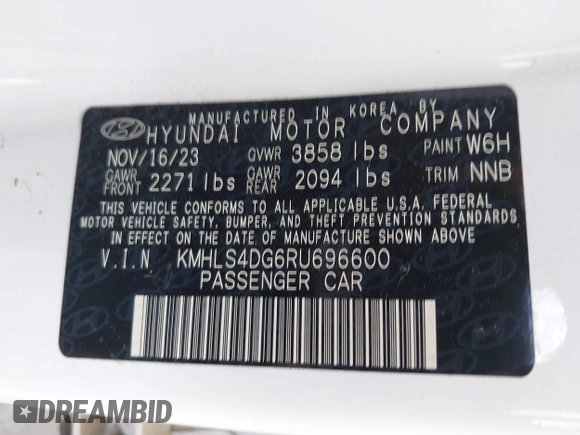 MANUFACTURED IN KOREA BY
HYUNDAI MOTOR COMPANY
NOV/16/23 GVWR 3858 lbs PAINT W6H
GAWR FRONT 2271 lbs GAWR REAR 2094 lbs TRIM NNB
THIS VEHICLE CONFORMS TO ALL APPLICABLE U.S.A. FEDERAL
MOTOR VEHICLE SAFETY, BUMPER, AND THEFT PREVENTION STANDARDS
IN EFFECT ON THE DATE OF MANUFACTURE SHOWN ABOVE
V.I.N KMHLS4DG6RU696600
PASSENGER CAR
DREAMBID